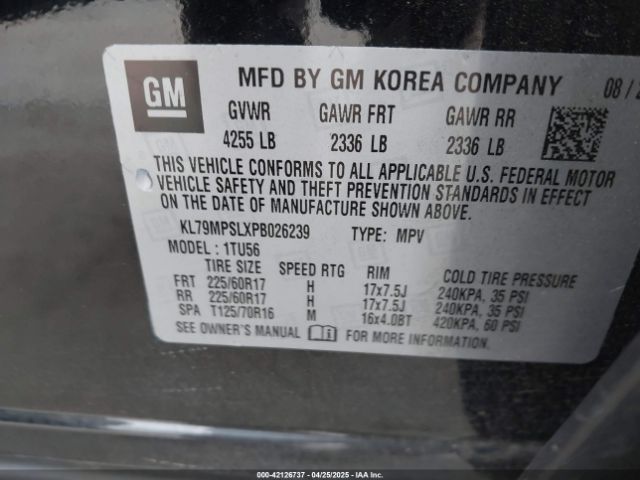 GM
MFD BY GM KOREA COMPANY 08 / 2
GVWR GAWR FRT GAWR RR
4255 LB 2336 LB 2336 LB
THIS VEHICLE CONFORMS TO ALL APPLICABLE U.S. FEDERAL MOTOR
VEHICLE SAFETY AND THEFT PREVENTION STANDARDS IN EFFECT
ON THE DATE OF MANUFACTURE SHOWN ABOVE.
KL79MPSLXPB026239 TYPE: MPV
MODEL : 1TU56
TIRE SIZE SPEED RTG RIM COLD TIRE PRESSURE
FRT 225/60R17 H 17x7.5J 240KPA, 35 PSI
RR 225/60R17 H 17x7.5J 240KPA, 35 PSI
SPA T125/70R16 M 16x4.0BT 420KPA, 60 PSI
SEE OWNER'S MANUAL FOR MORE INFORMATION.
000-42126737 - 04/25/2025 - IAAI.COM